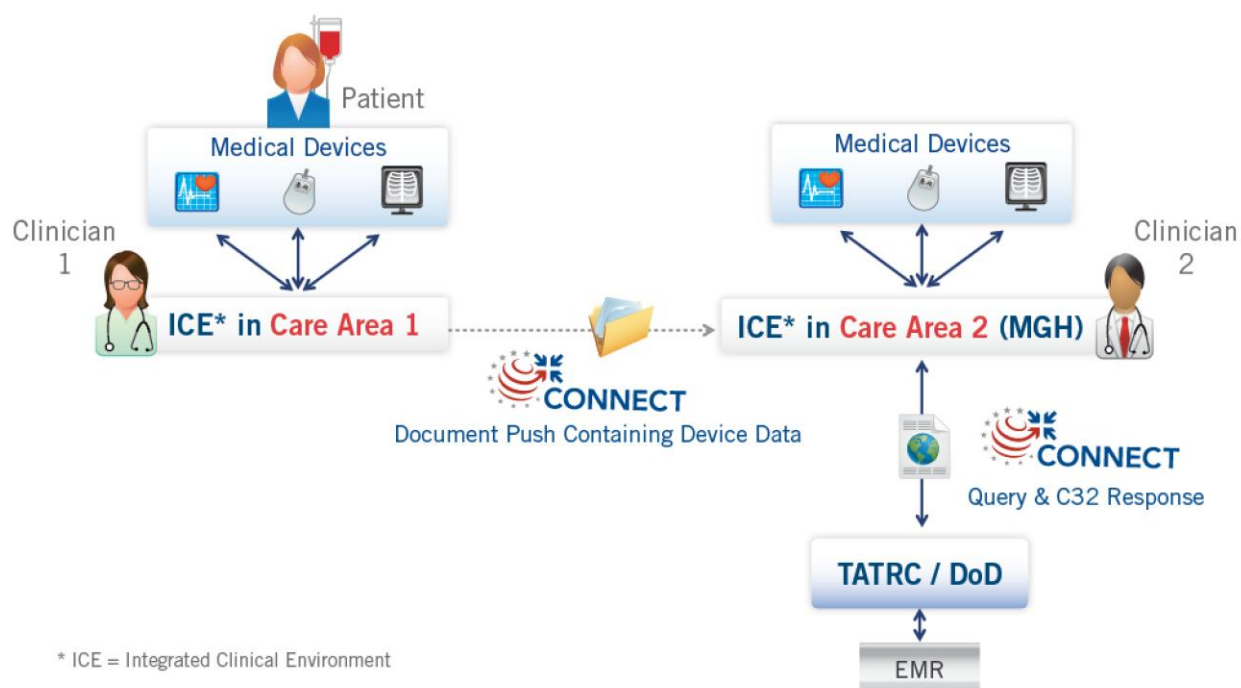 Patient
Medical Devices
Medical Devices
Clinician
1
Clinician
2
ICE* in Care Area 1
ICE* in Care Area 2 (MGH)
CONNECT
Document Push Containing Device Data
CONNECT
Query & C32 Response
TATRC / DoD
* ICE = Integrated Clinical Environment
EMR